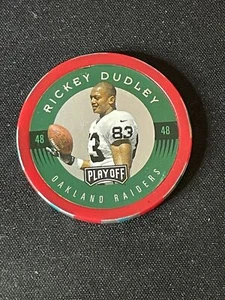 RICKEY DUDLEY
48
48
83
PLAYOFF
OAKLAND RAIDERS